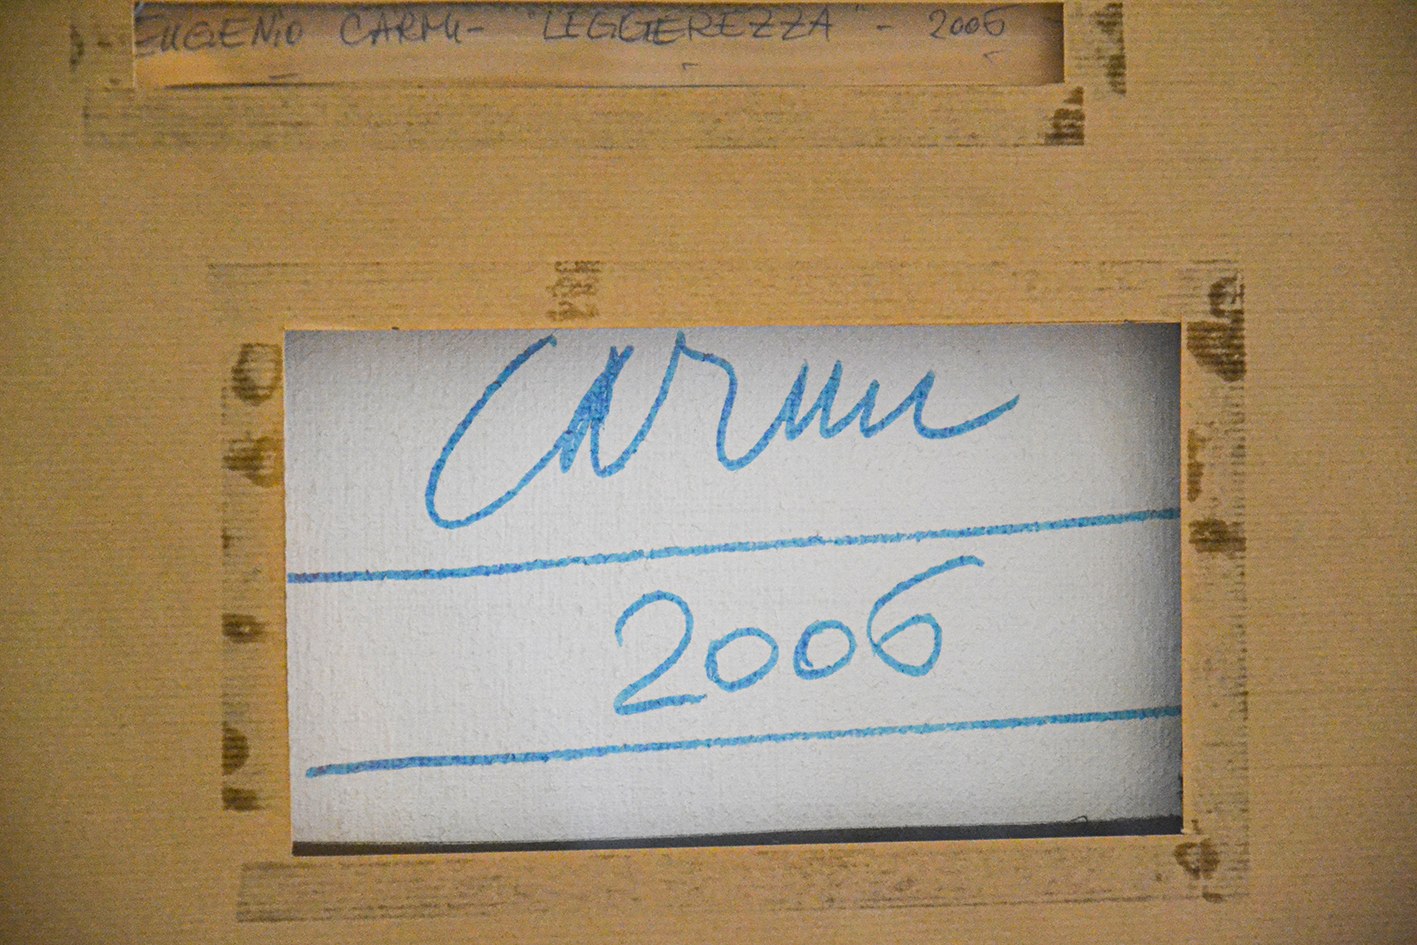 EUGENIO CARMI - "LEGGEREZZA" - 2006
Carmi
2006